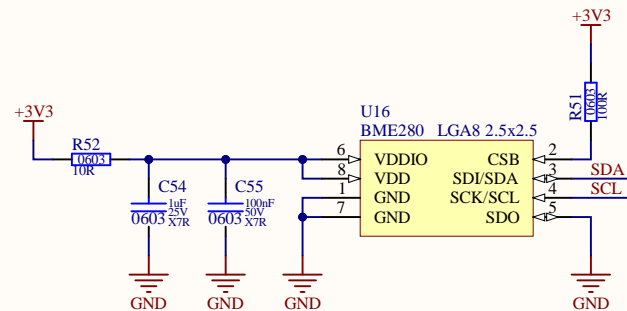 +3V3
R51
0603
100R
+3V3
R52
0603
10R
C54
1uF
0603
25V
X7R
C55
100nF
0603
50V
X7R
U16
BME280 LGA8 2.5x2.5
6 VDDIO CSB 2
8 VDD SDI/SDA 3 SDA
1 GND SCK/SCL 4 SCL
7 GND SDO 5
GND GND GND GND